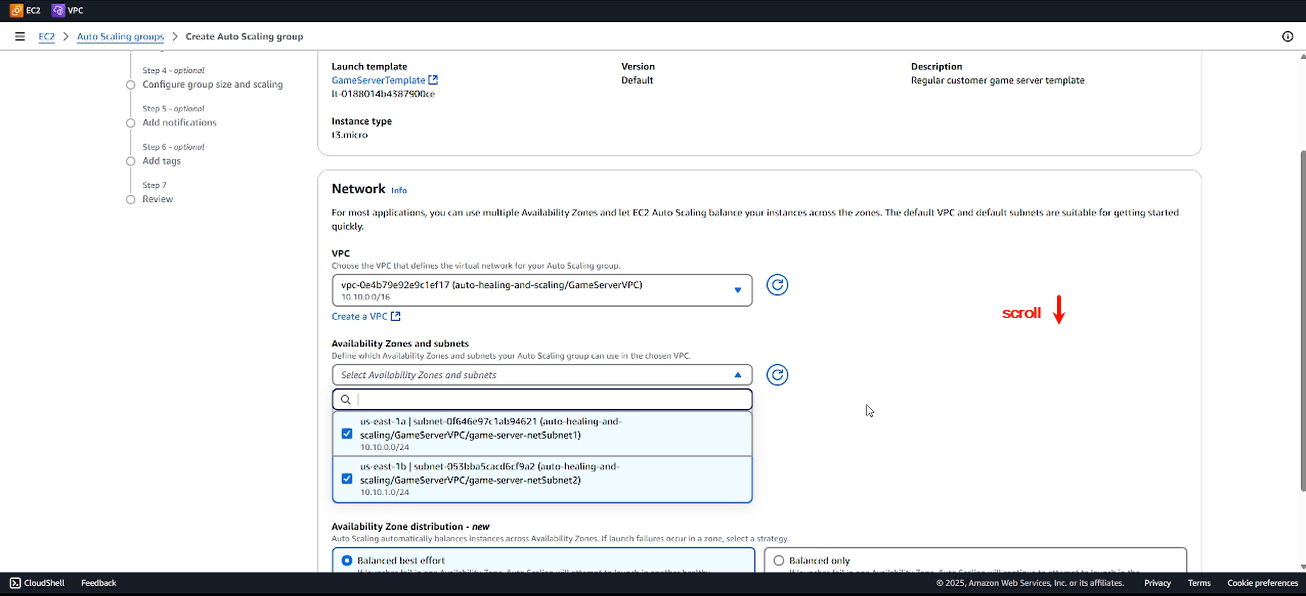 EC2 VPC
EC2 > Auto Scaling groups > Create Auto Scaling group
Step 4 - optional
Configure group size and scaling
Step 5 - optional
Add notifications
Step 6 - optional
Add tags
Step 7
Review
Launch template
GameServerTemplate
lt-0188014b4387900ce
Version
Default
Description
Regular customer game server template
Instance type
t3.micro
Network Info
For most applications, you can use multiple Availability Zones and let EC2 Auto Scaling balance your instances across the zones. The default VPC and default subnets are suitable for getting started
quickly.
VPC
Choose the VPC that defines the virtual network for your Auto Scaling group.
vpc-0e4b79e92e9c1ef17 (auto-healing-and-scaling/GameServerVPC)
10.10.0.0/16
Create a VPC
scroll
Availability Zones and subnets
Define which Availability Zones and subnets your Auto Scaling group can use in the chosen VPC.
Select Availability Zones and subnets
us-east-1a | subnet-0f646e97c1ab94621 (auto-healing-and-
scaling/GameServerVPC/game-server-netSubnet1)
10.10.0.0/24
us-east-1b | subnet-053bba5cacd6cf9a2 (auto-healing-and-
scaling/GameServerVPC/game-server-netSubnet2)
10.10.1.0/24
Availability Zone distribution - new
Auto Scaling automatically balances instances across Availability Zones. If launch failures occur in a zone, select a strategy.
Balanced best effort
Balanced only
CloudShell Feedback © 2025, Amazon Web Services, Inc. or its affiliates. Privacy Terms Cookie preferences